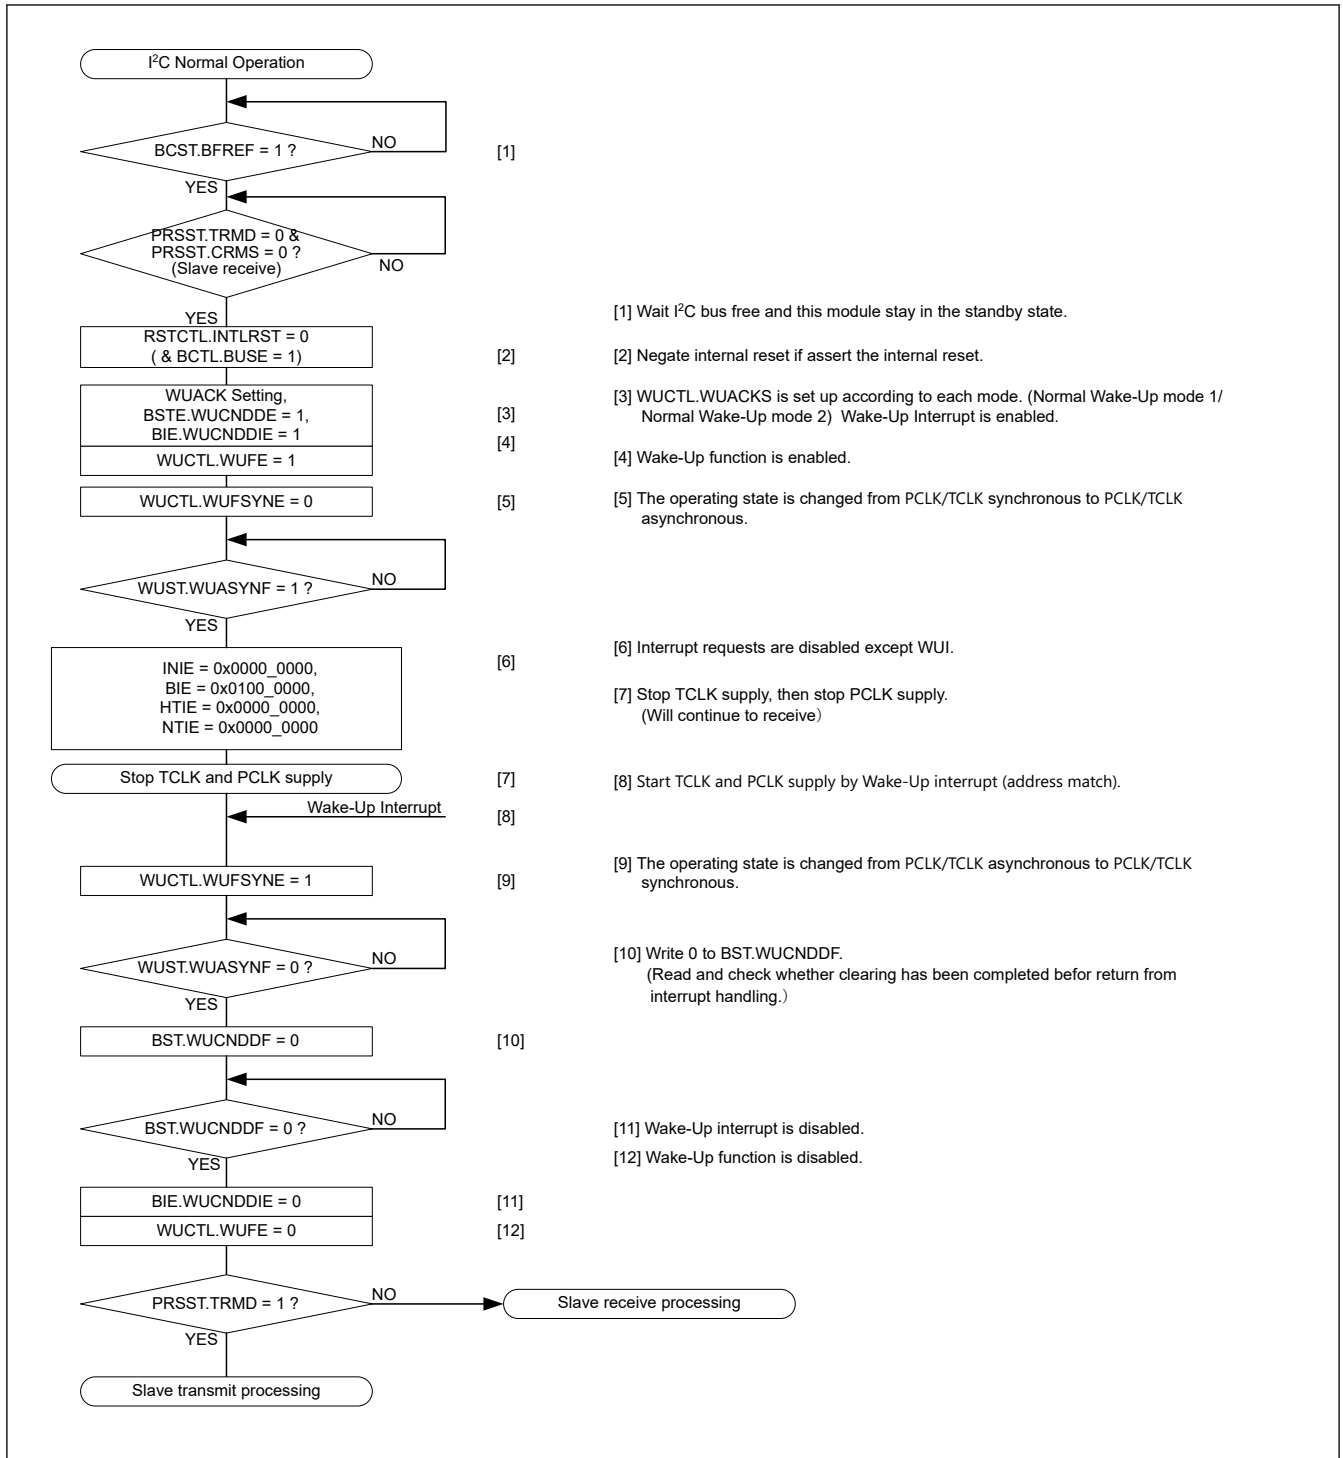 I²C Normal Operation
BCST.BFREF = 1 ?
NO
[1]
YES
PRSST.TRMD = 0 &
PRSST.CRMS = 0 ?
(Slave receive)
NO
YES
RSTCTL.INTLRST = 0
( & BCTL.BUSE = 1)
[2]
WUACK Setting,
BSTE.WUCNDDE = 1,
BIE.WUCNDDIE = 1
[3]
WUCTL.WUFE = 1
[4]
WUCTL.WUFSYNE = 0
[5]
WUST.WUASYNF = 1 ?
NO
YES
INIE = 0x0000_0000,
BIE = 0x0100_0000,
HTIE = 0x0000_0000,
NTIE = 0x0000_0000
[6]
Stop TCLK and PCLK supply
[7]
Wake-Up Interrupt
[8]
WUCTL.WUFSYNE = 1
[9]
WUST.WUASYNF = 0 ?
NO
YES
BST.WUCNDDF = 0
[10]
BST.WUCNDDF = 0 ?
NO
YES
BIE.WUCNDDIE = 0
[11]
WUCTL.WUFE = 0
[12]
PRSST.TRMD = 1 ?
NO
Slave receive processing
YES
Slave transmit processing
[1] Wait I²C bus free and this module stay in the standby state.
[2] Negate internal reset if assert the internal reset.
[3] WUCTL.WUACKS is set up according to each mode. (Normal Wake-Up mode 1/
Normal Wake-Up mode 2)  Wake-Up Interrupt is enabled.
[4] Wake-Up function is enabled.
[5] The operating state is changed from PCLK/TCLK synchronous to PCLK/TCLK
asynchronous.
[6] Interrupt requests are disabled except WUI.
[7] Stop TCLK supply, then stop PCLK supply.
(Will continue to receive）
[8] Start TCLK and PCLK supply by Wake-Up interrupt (address match).
[9] The operating state is changed from PCLK/TCLK asynchronous to PCLK/TCLK
synchronous.
[10] Write 0 to BST.WUCNDDF.
(Read and check whether clearing has been completed befor return from
interrupt handling.）
[11] Wake-Up interrupt is disabled.
[12] Wake-Up function is disabled.